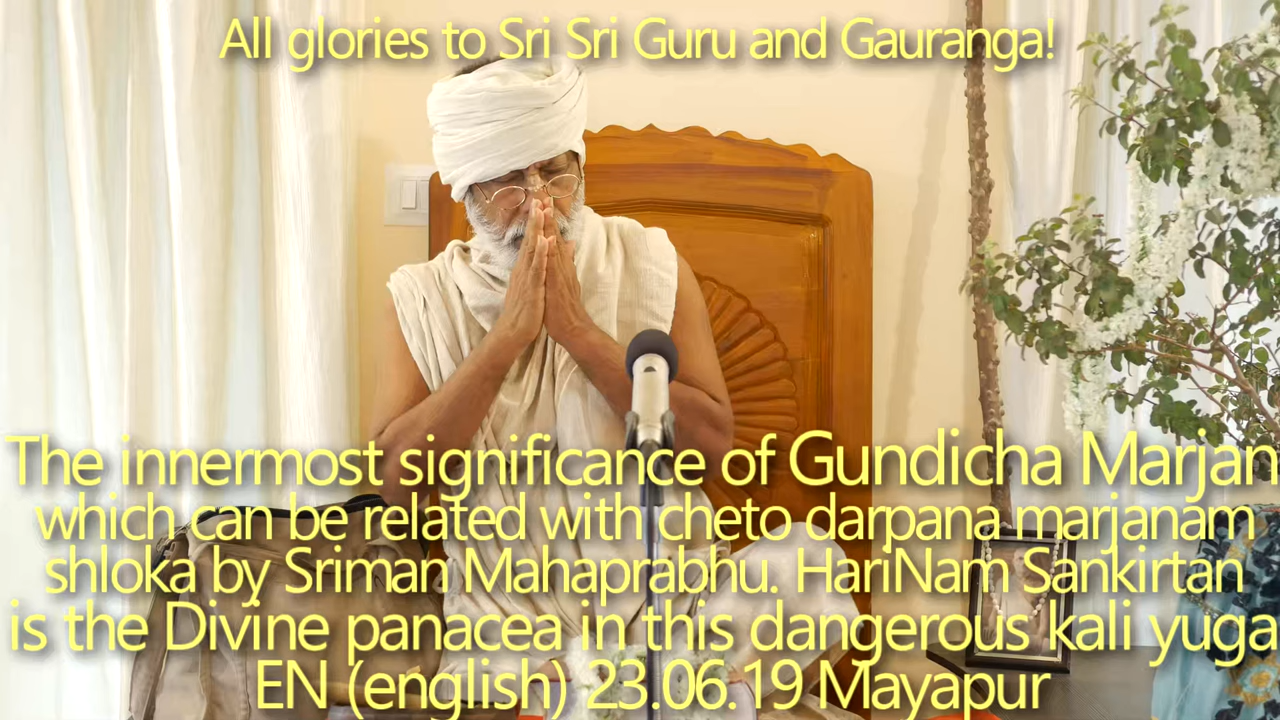 All glories to Sri Sri Guru and Gauranga!
The innermost significance of Gundicha Marjan
which can be related with cheto darpana marjanam
shloka by Sriman Mahaprabhu. HariNam Sankirtan
is the Divine panacea in this dangerous kali yuga
EN (english) 23.06.19 Mayapur